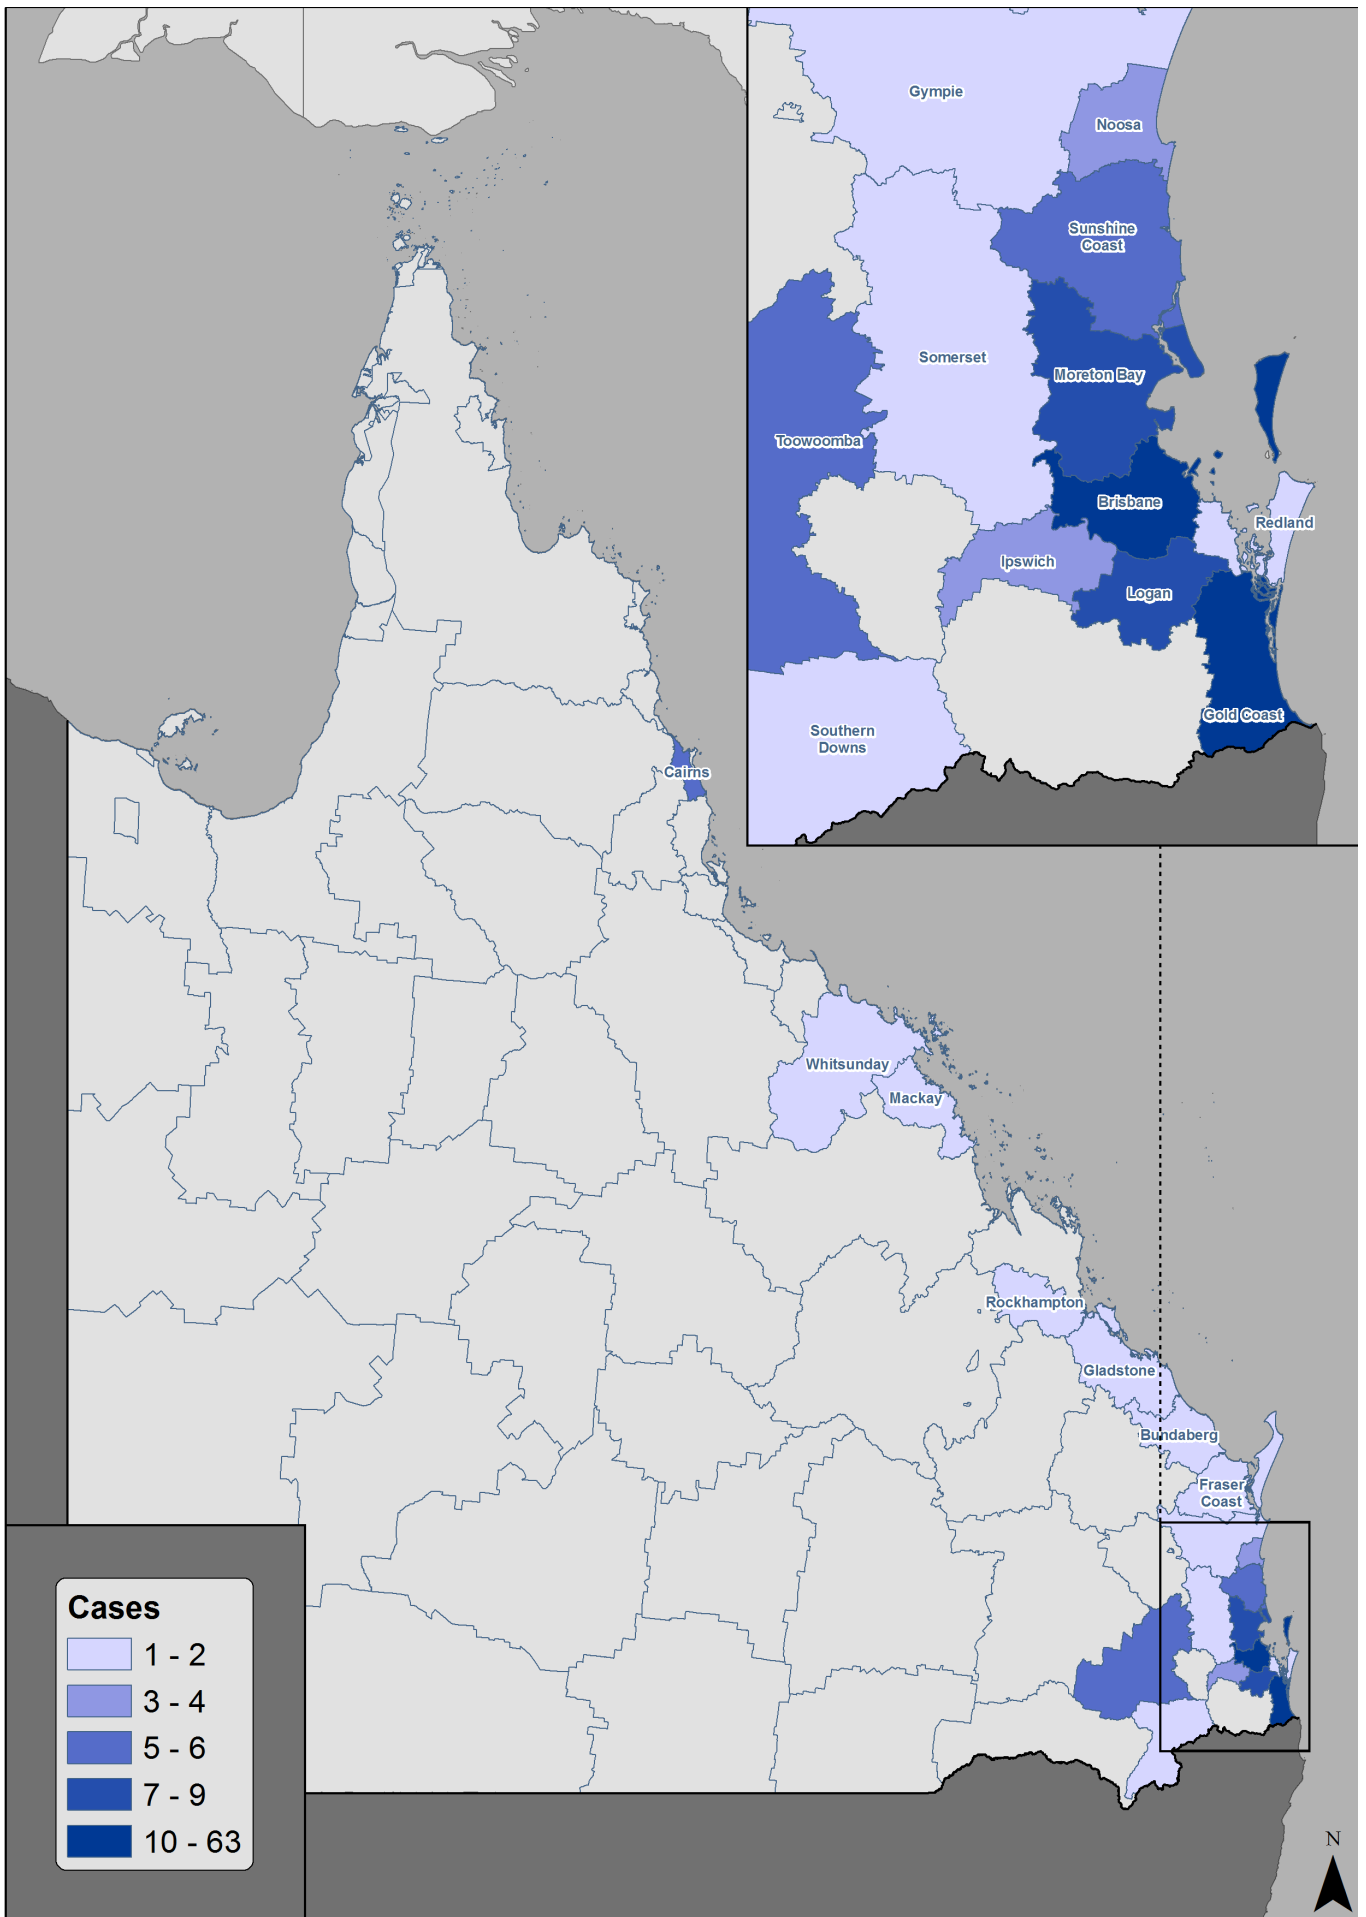 Gympie
Noosa
Sunshine
Coast
Somerset
Moreton Bay
Toowoomba
Brisbane
Redland
Ipswich
Logan
Gold Coast
Southern
Downs
Cairns
Whitsunday
Mackay
Rockhampton
Gladstone
Bundaberg
Fraser
Coast
Cases
1 - 2
3 - 4
5 - 6
7 - 9
10 - 63
N